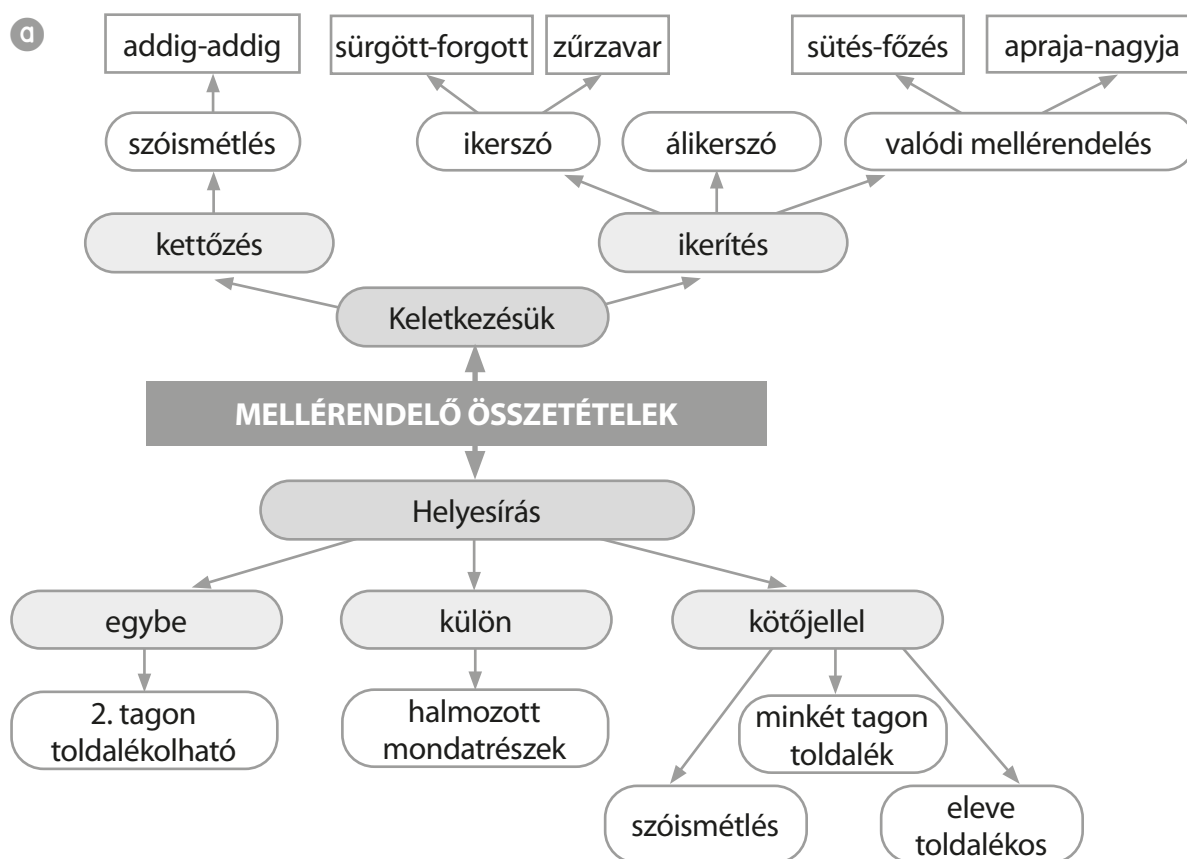 a
addig-addig
sürgött-forgott
zűrzavar
sütés-főzés
apraja-nagyja
szóismétlés
ikerszó
álikerszó
valódi mellérendelés
kettőzés
ikerítés
Keletkezésük
MELLÉRENDELŐ ÖSSZETÉTELEK
Helyesírás
egybe
külön
kötőjellel
2. tagon
toldalékolható
halmozott
mondatrészek
minkét tagon
toldalék
szóismétlés
eleve
toldalékos